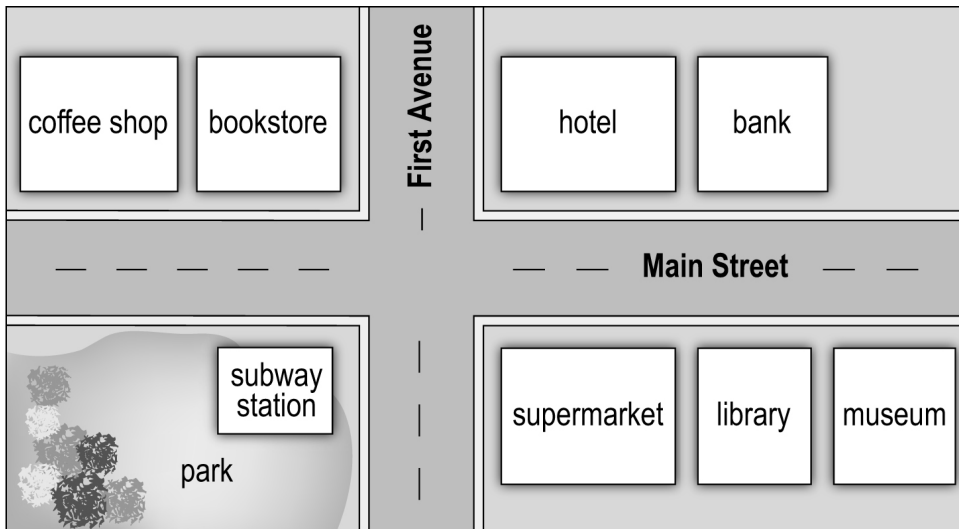 coffee shop
bookstore
First Avenue
hotel
bank
Main Street
subway
station
park
supermarket
library
museum